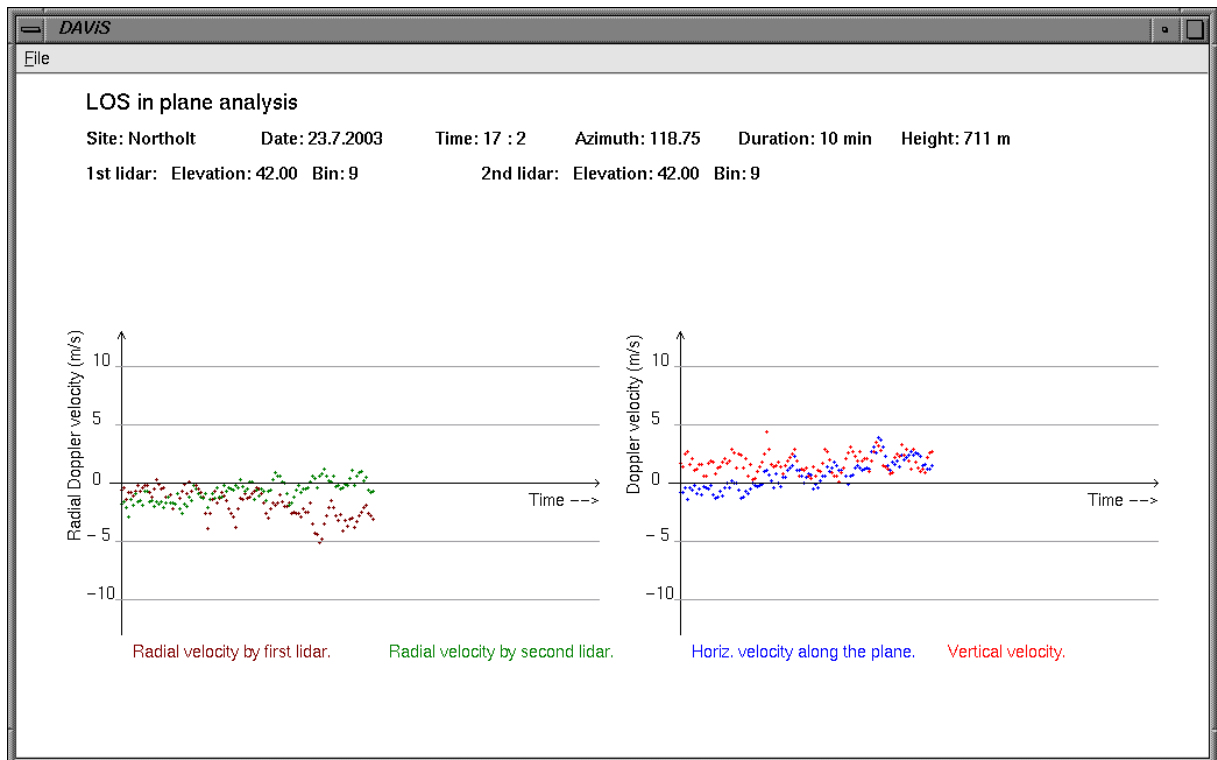 DAViS
File
LOS in plane analysis
Site: Northolt Date: 23.7.2003 Time: 17 : 2 Azimuth: 118.75 Duration: 10 min Height: 711 m
1st lidar: Elevation: 42.00 Bin: 9 2nd lidar: Elevation: 42.00 Bin: 9
Radial Doppler velocity (m/s)
10
5
0
– 5
–10
Time -->
Radial velocity by first lidar. Radial velocity by second lidar.
Doppler velocity (m/s)
10
5
0
– 5
–10
Time -->
Horiz. velocity along the plane. Vertical velocity.